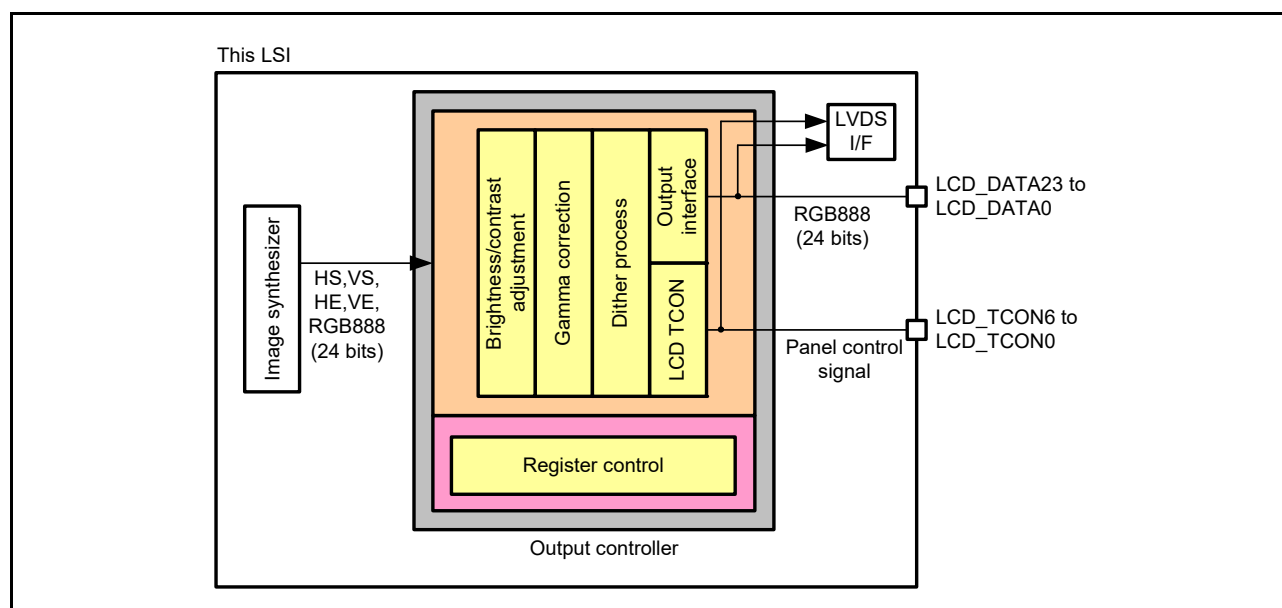 This LSI
LVDS
I/F
Image synthesizer
HS,VS,
HE,VE,
RGB888
(24 bits)
Brightness/contrast
adjustment
Gamma correction
Dither process
Output
interface
LCD TCON
RGB888
(24 bits)
LCD_DATA23 to
LCD_DATA0
Panel control
signal
LCD_TCON6 to
LCD_TCON0
Register control
Output controller